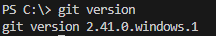 PS C:\> git version
git version 2.41.0.windows.1